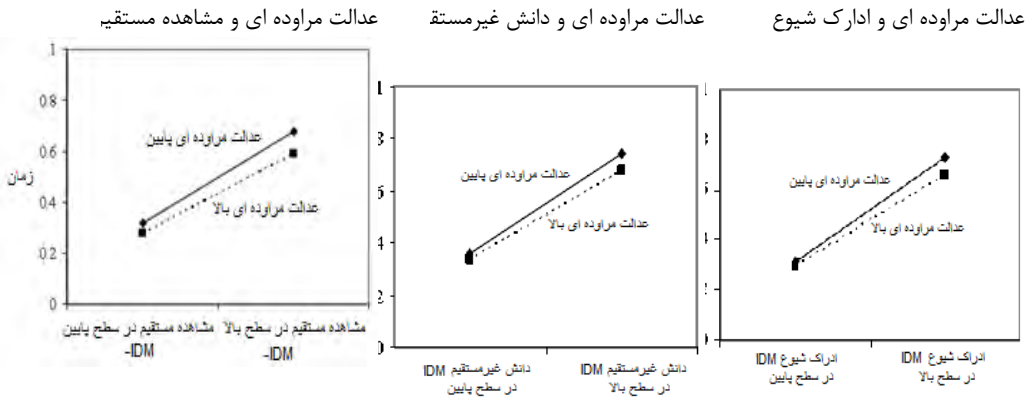 عدالت مراوده ای و ادارک شیوع
عدالت مراوده ای و دانش غیرمستق
عدالت مراوده ای و مشاهده مستقیم
1
0.8
0.6
0.4
0.2
0
زمان
عدالت مراوده ای پایین
عدالت مراوده ای بالا
مشاهده مستقیم در سطح پایین
-IDM
مشاهده مستقیم در سطح بالا
-IDM
عدالت مراوده ای پایین
عدالت مراوده ای بالا
دانش غیرمستقیم IDM
در سطح پایین
دانش غیرمستقیم IDM
در سطح بالا
عدالت مراوده ای پایین
عدالت مراوده ای بالا
ادراک شیوع IDM
در سطح پایین
ادراک شیوع IDM
در سطح بالا